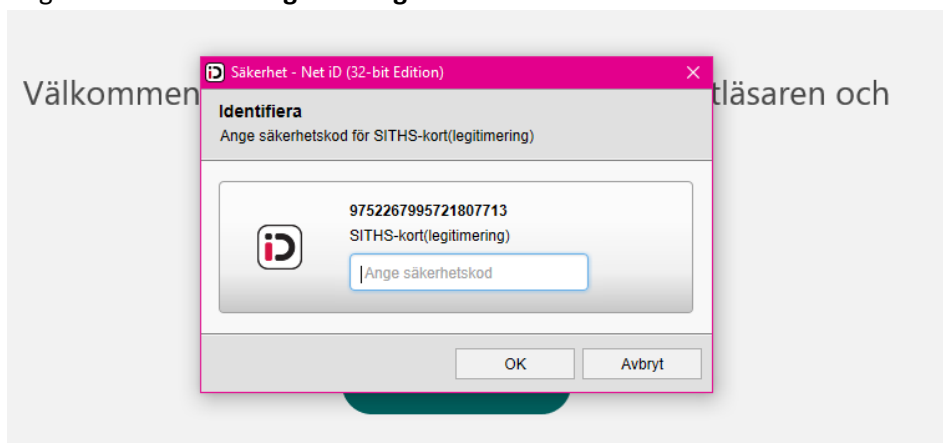 Säkerhet - Net iD (32-bit Edition)
Välkommen
tläsaren och
Identifiera
Ange säkerhetskod för SITHS-kort(legitimering)
9752267995721807713
SITHS-kort(legitimering)
iD
Ange säkerhetskod
OK
Avbryt